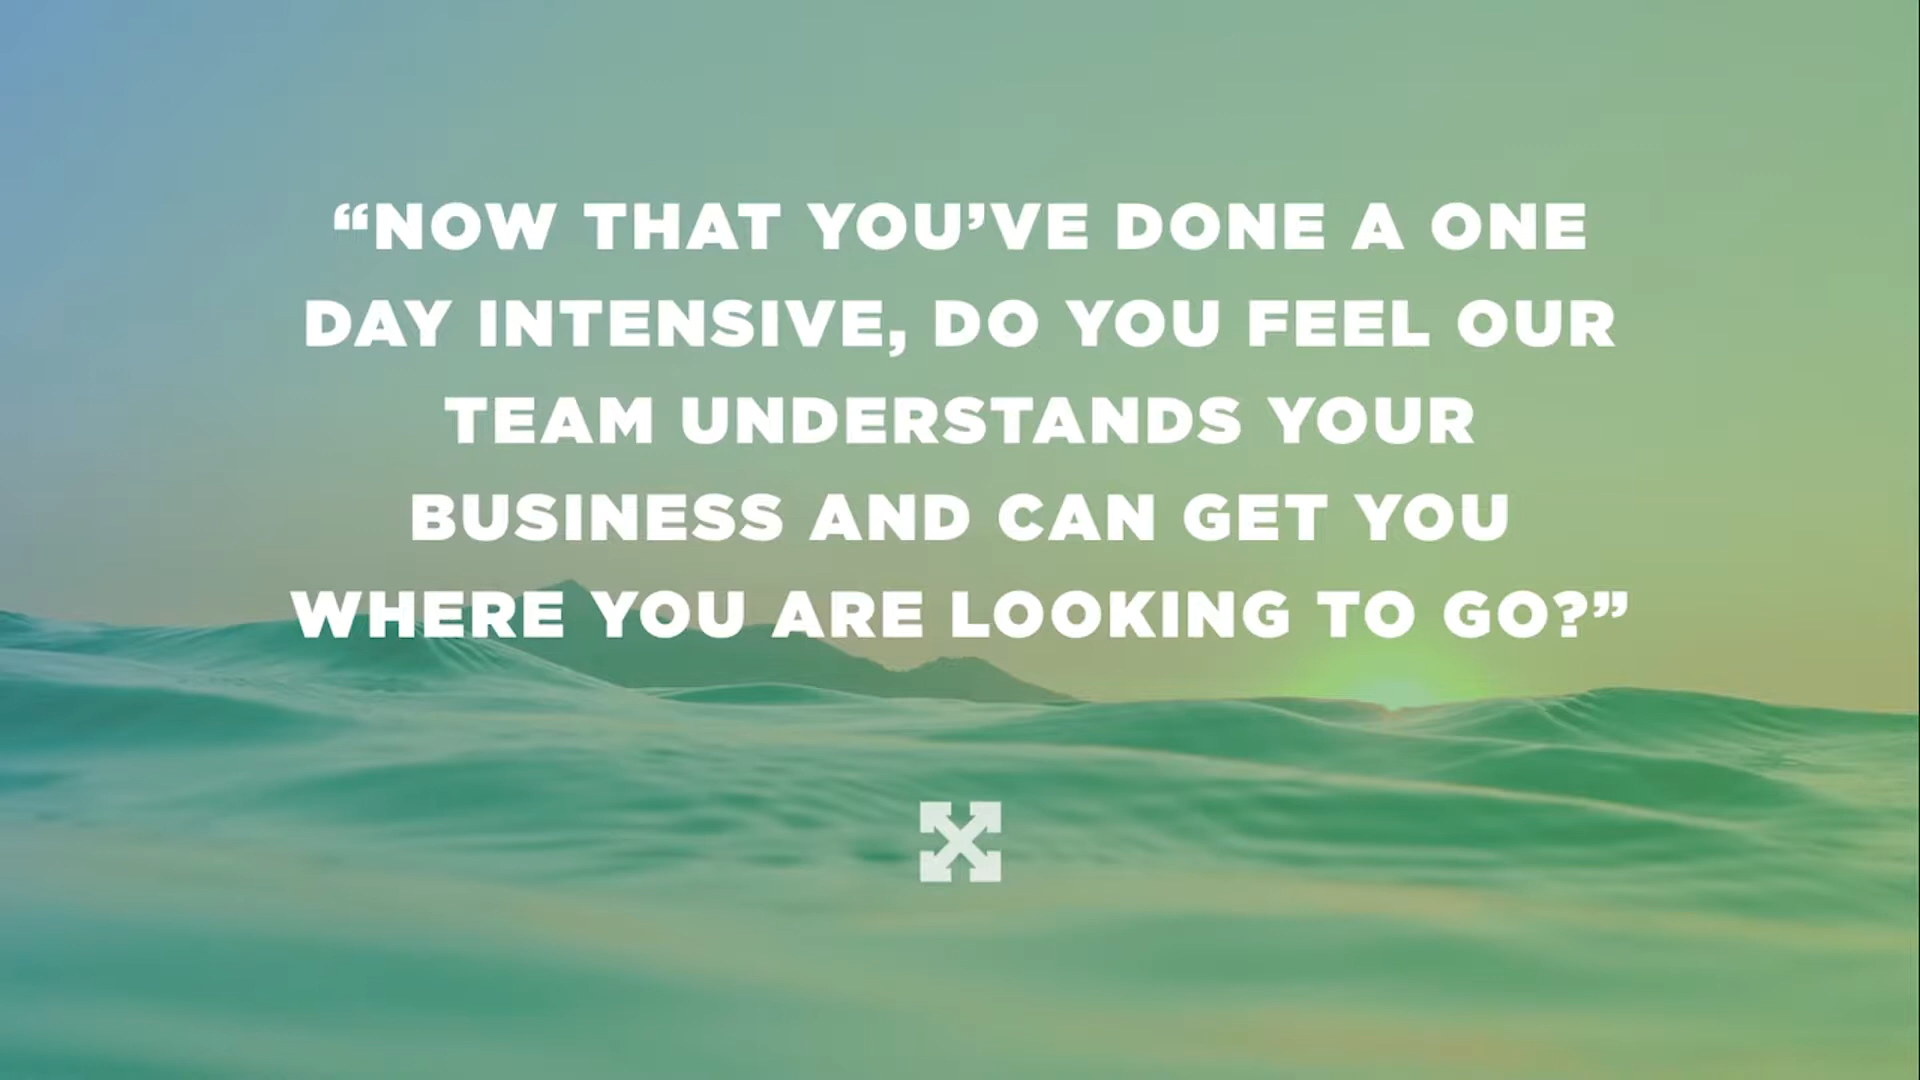 “NOW THAT YOU’VE DONE A ONE
DAY INTENSIVE, DO YOU FEEL OUR
TEAM UNDERSTANDS YOUR
BUSINESS AND CAN GET YOU
WHERE YOU ARE LOOKING TO GO?”